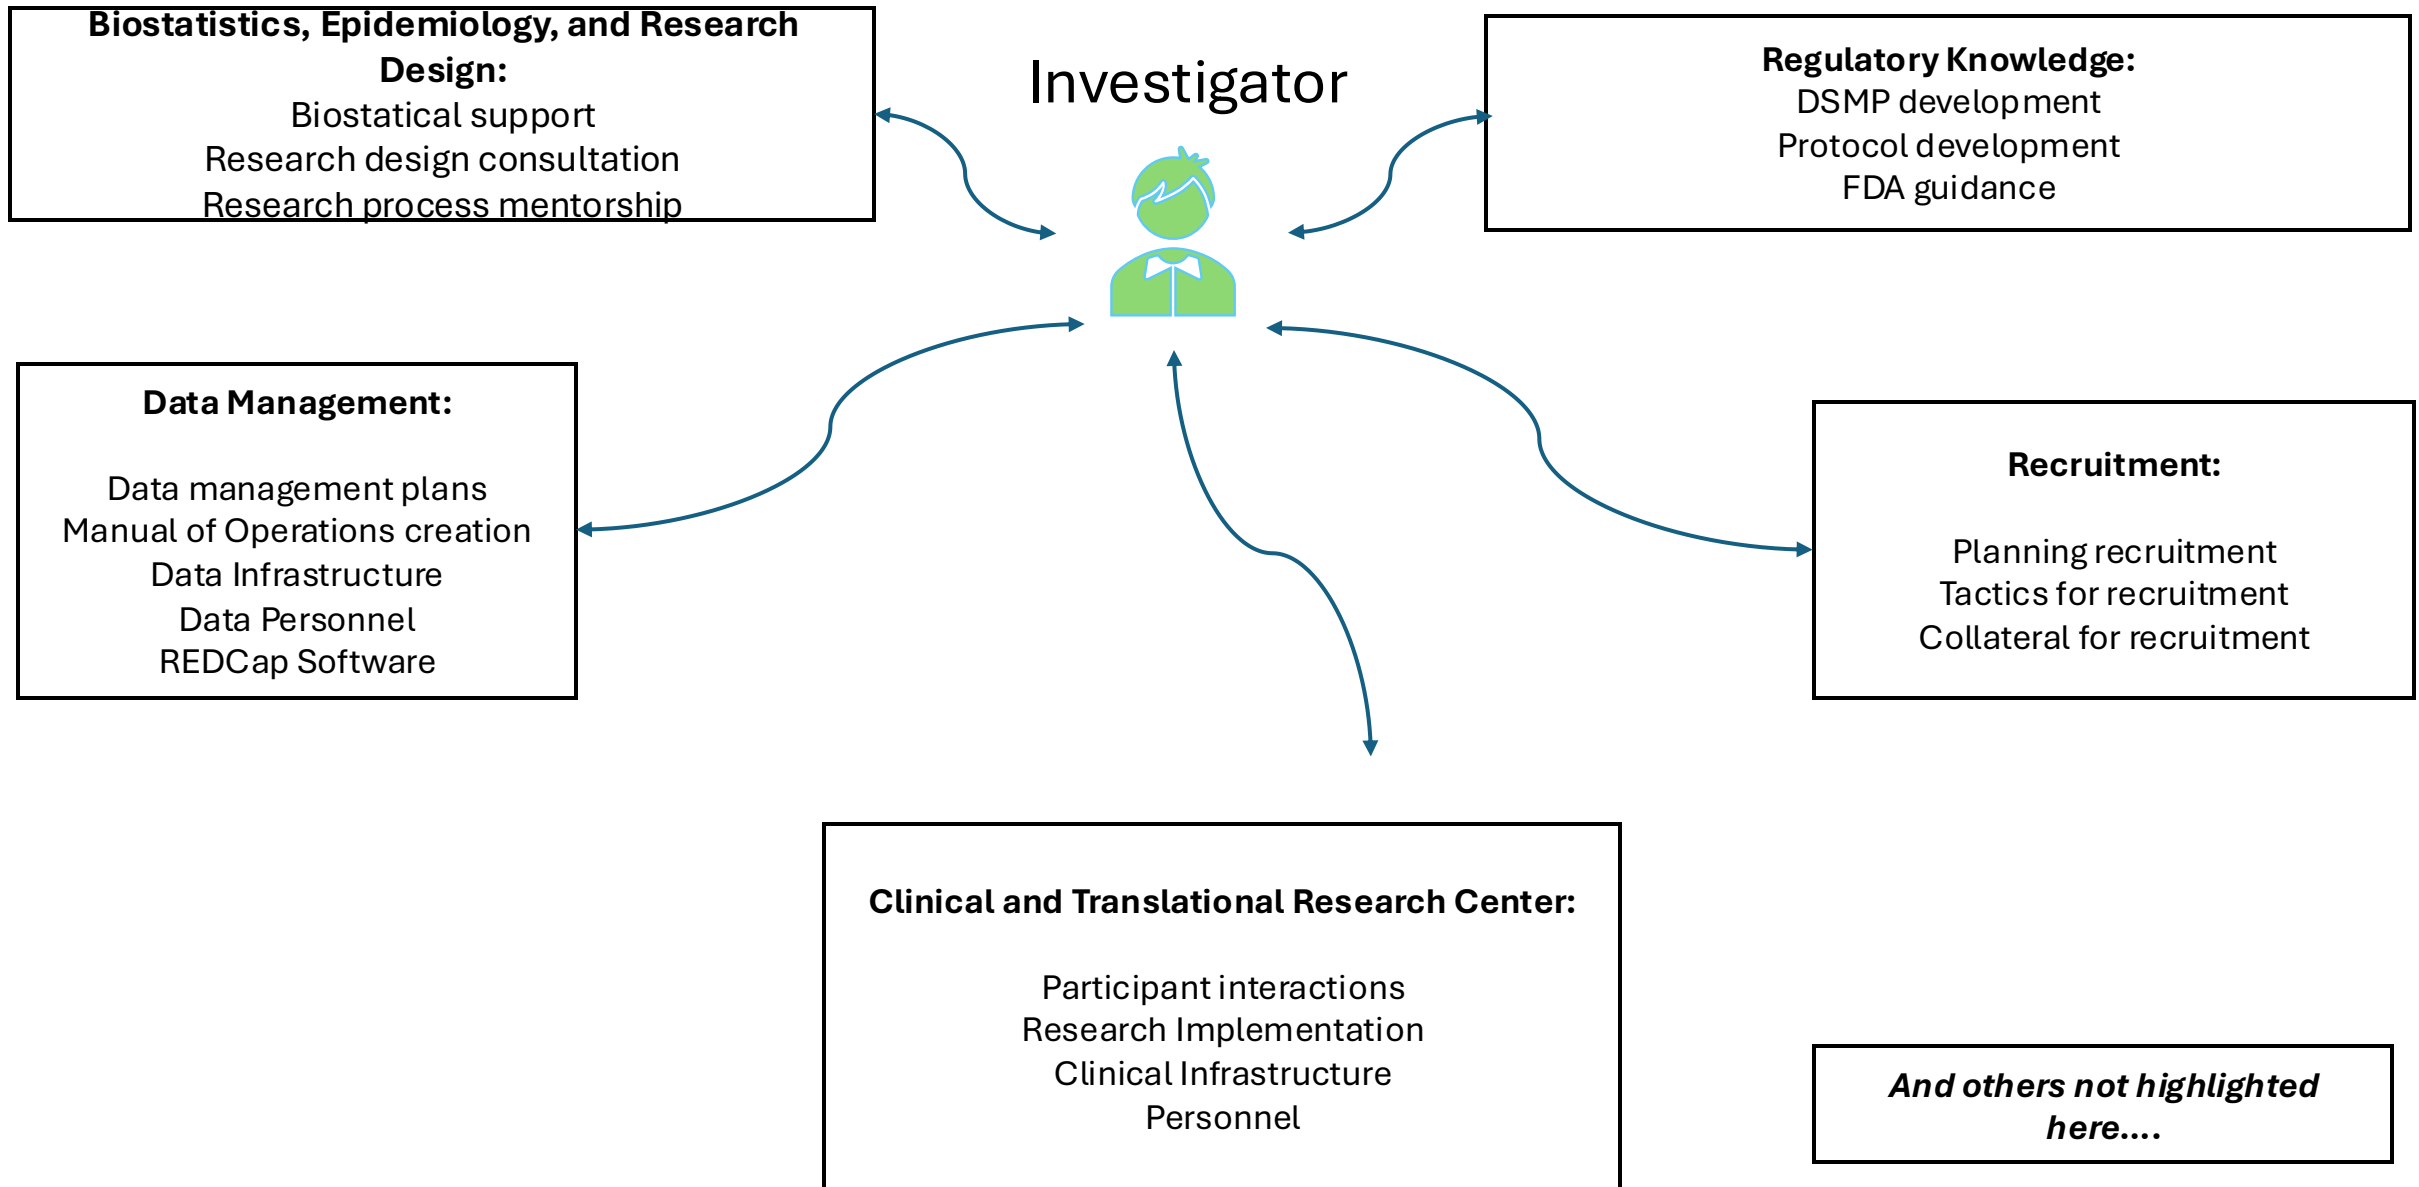 Biostatistics, Epidemiology, and Research
Design:
Biostatical support
Research design consultation
Research process mentorship
Investigator
Regulatory Knowledge:
DSMP development
Protocol development
FDA guidance
Data Management:
Data management plans
Manual of Operations creation
Data Infrastructure
Data Personnel
REDCap Software
Recruitment:
Planning recruitment
Tactics for recruitment
Collateral for recruitment
Clinical and Translational Research Center:
Participant interactions
Research Implementation
Clinical Infrastructure
Personnel
And others not highlighted
here....